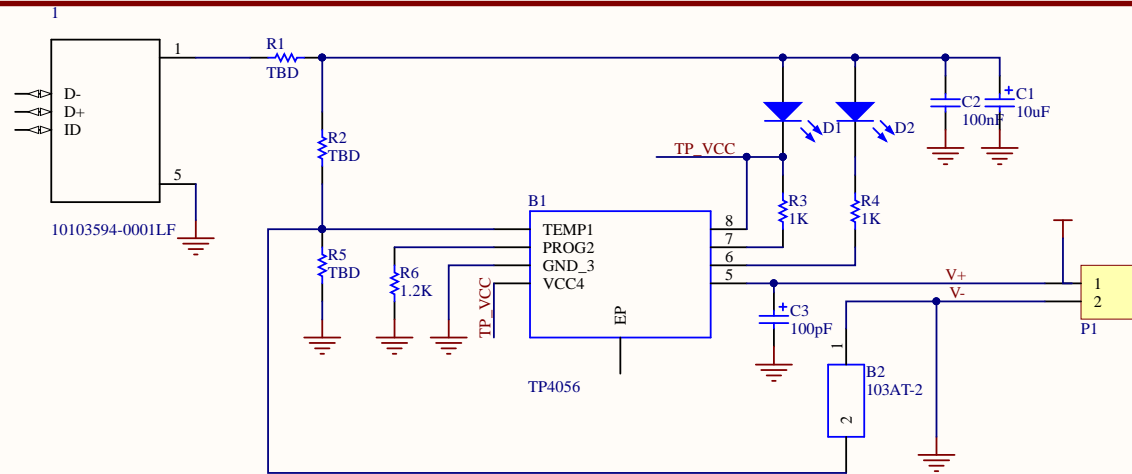 1
R1
TBD
1
D-
D+
ID
5
10103594-0001LF
R2
TBD
R5
TBD
R6
1.2K
TP_VCC
B1
TEMP1
PROG2
GND_3
VCC4
EP
8
7
6
5
TP4056
TP_VCC
D1
D2
R3
1K
R4
1K
C2
100nF
C1
10uF
C3
100pF
V+
V-
1
2
P1
1
B2
103AT-2
2